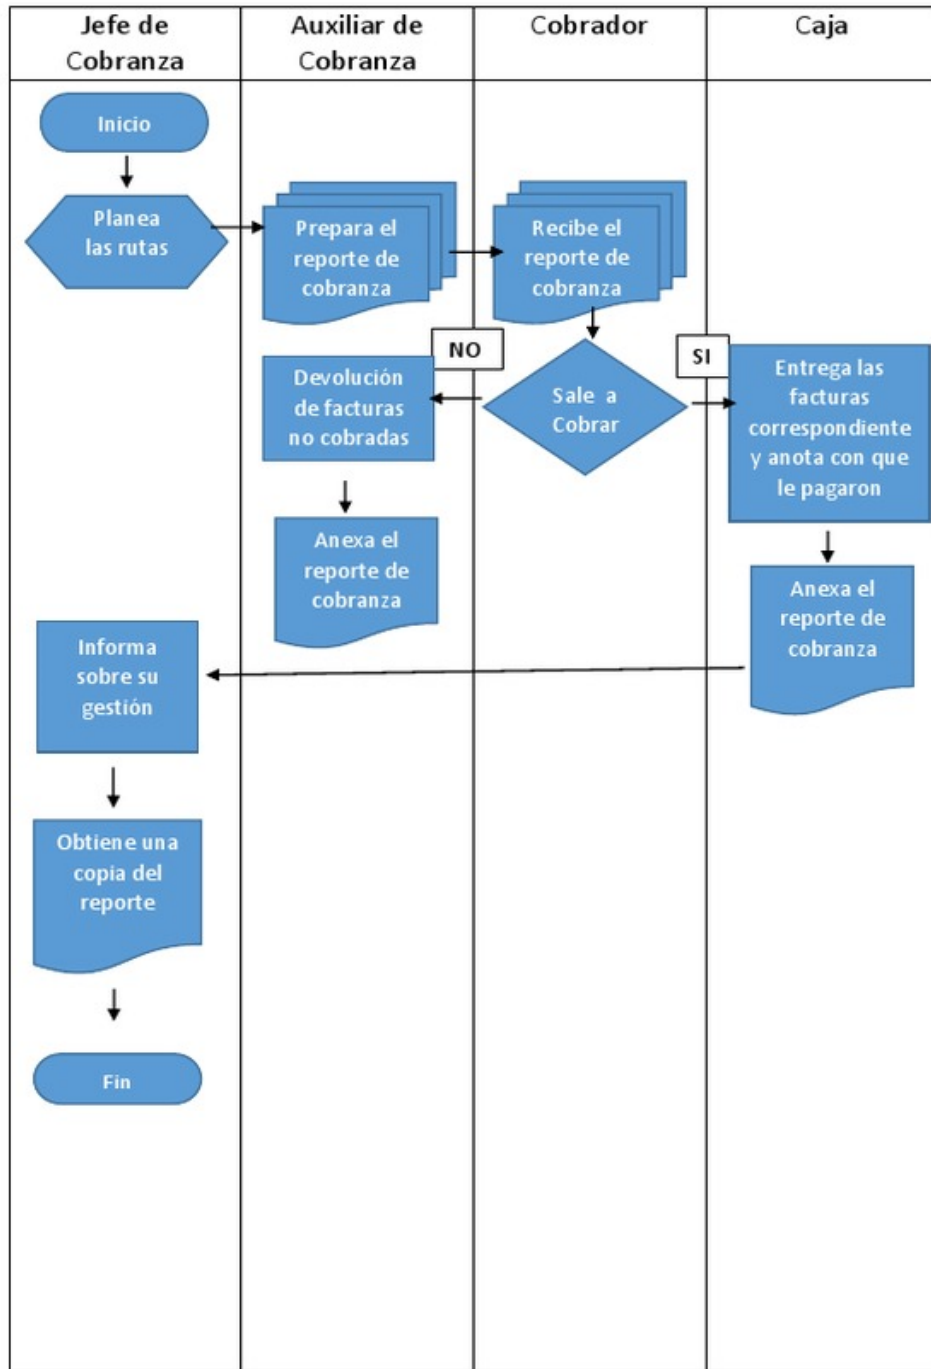 Jefe de
Cobranza
Auxiliar de
Cobranza
Cobrador
Caja
Inicio
Planea
las rutas
Prepara el
reporte de
cobranza
Recibe el
reporte de
cobranza
NO
SI
Devolución
de facturas
no cobradas
Sale a
Cobrar
Entrega las
facturas
correspondiente
y anota con que
le pagaron
Anexa el
reporte de
cobranza
Anexa el
reporte de
cobranza
Informa
sobre su
gestión
Obtiene una
copia del
reporte
Fin